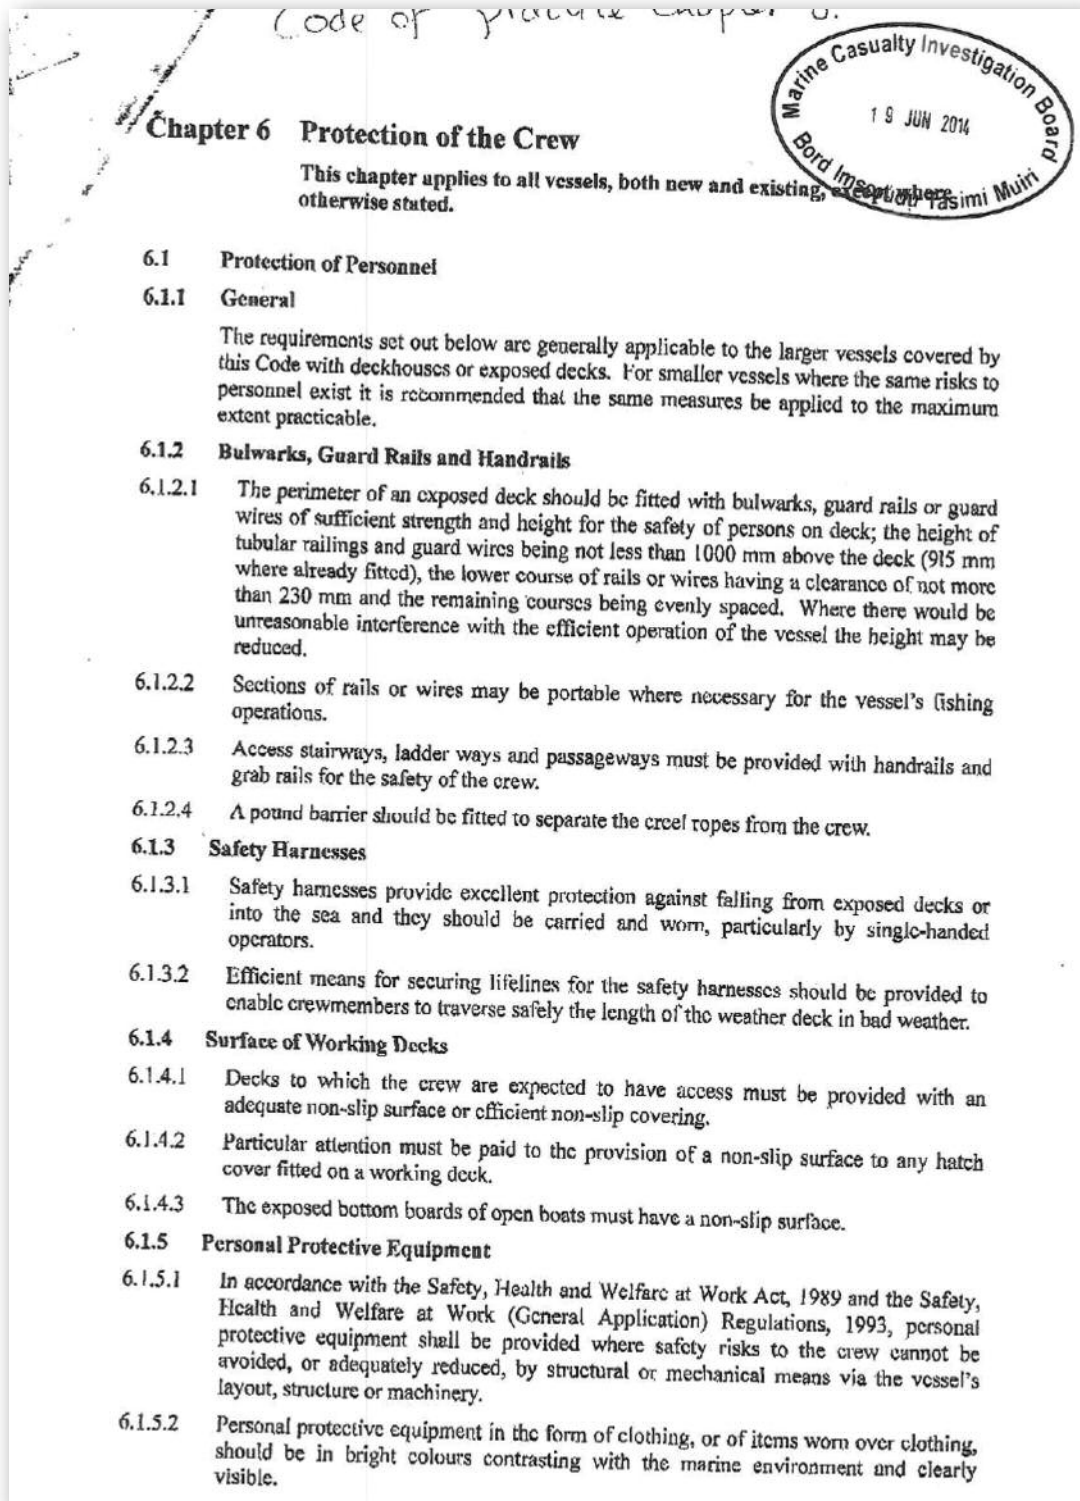 Code of Practice Chapter 6.
Marine Casualty Investigation Board
19 JUN 2014
Bord Tasimi Muirí
Chapter 6 Protection of the Crew
This chapter applies to all vessels, both new and existing, except where
otherwise stated.
6.1 Protection of Personnel
6.1.1 General
The requirements set out below are generally applicable to the larger vessels covered by
this Code with deckhouses or exposed decks. For smaller vessels where the same risks to
personnel exist it is recommended that the same measures be applied to the maximum
extent practicable.
6.1.2 Bulwarks, Guard Rails and Handrails
6.1.2.1 The perimeter of an exposed deck should be fitted with bulwarks, guard rails or guard
wires of sufficient strength and height for the safety of persons on deck; the height of
tubular railings and guard wires being not less than 1000 mm above the deck (915 mm
where already fitted), the lower course of rails or wires having a clearance of not more
than 230 mm and the remaining courses being evenly spaced. Where there would be
unreasonable interference with the efficient operation of the vessel the height may be
reduced.
6.1.2.2 Sections of rails or wires may be portable where necessary for the vessel's fishing
operations.
6.1.2.3 Access stairways, ladder ways and passageways must be provided with handrails and
grab rails for the safety of the crew.
6.1.2.4 A pound barrier should be fitted to separate the creel ropes from the crew.
6.1.3 Safety Harnesses
6.1.3.1 Safety harnesses provide excellent protection against falling from exposed decks or
into the sea and they should be carried and worn, particularly by single-handed
operators.
6.1.3.2 Efficient means for securing lifelines for the safety harnesses should be provided to
enable crewmembers to traverse safely the length of the weather deck in bad weather.
6.1.4 Surface of Working Decks
6.1.4.1 Decks to which the crew are expected to have access must be provided with an
adequate non-slip surface or efficient non-slip covering.
6.1.4.2 Particular attention must be paid to the provision of a non-slip surface to any hatch
cover fitted on a working deck.
6.1.4.3 The exposed bottom boards of open boats must have a non-slip surface.
6.1.5 Personal Protective Equipment
6.1.5.1 In accordance with the Safety, Health and Welfare at Work Act, 1989 and the Safety,
Health and Welfare at Work (General Application) Regulations, 1993, personal
protective equipment shall be provided where safety risks to the crew cannot be
avoided, or adequately reduced, by structural or mechanical means via the vessel's
layout, structure or machinery.
6.1.5.2 Personal protective equipment in the form of clothing, or of items worn over clothing,
should be in bright colours contrasting with the marine environment and clearly
visible.